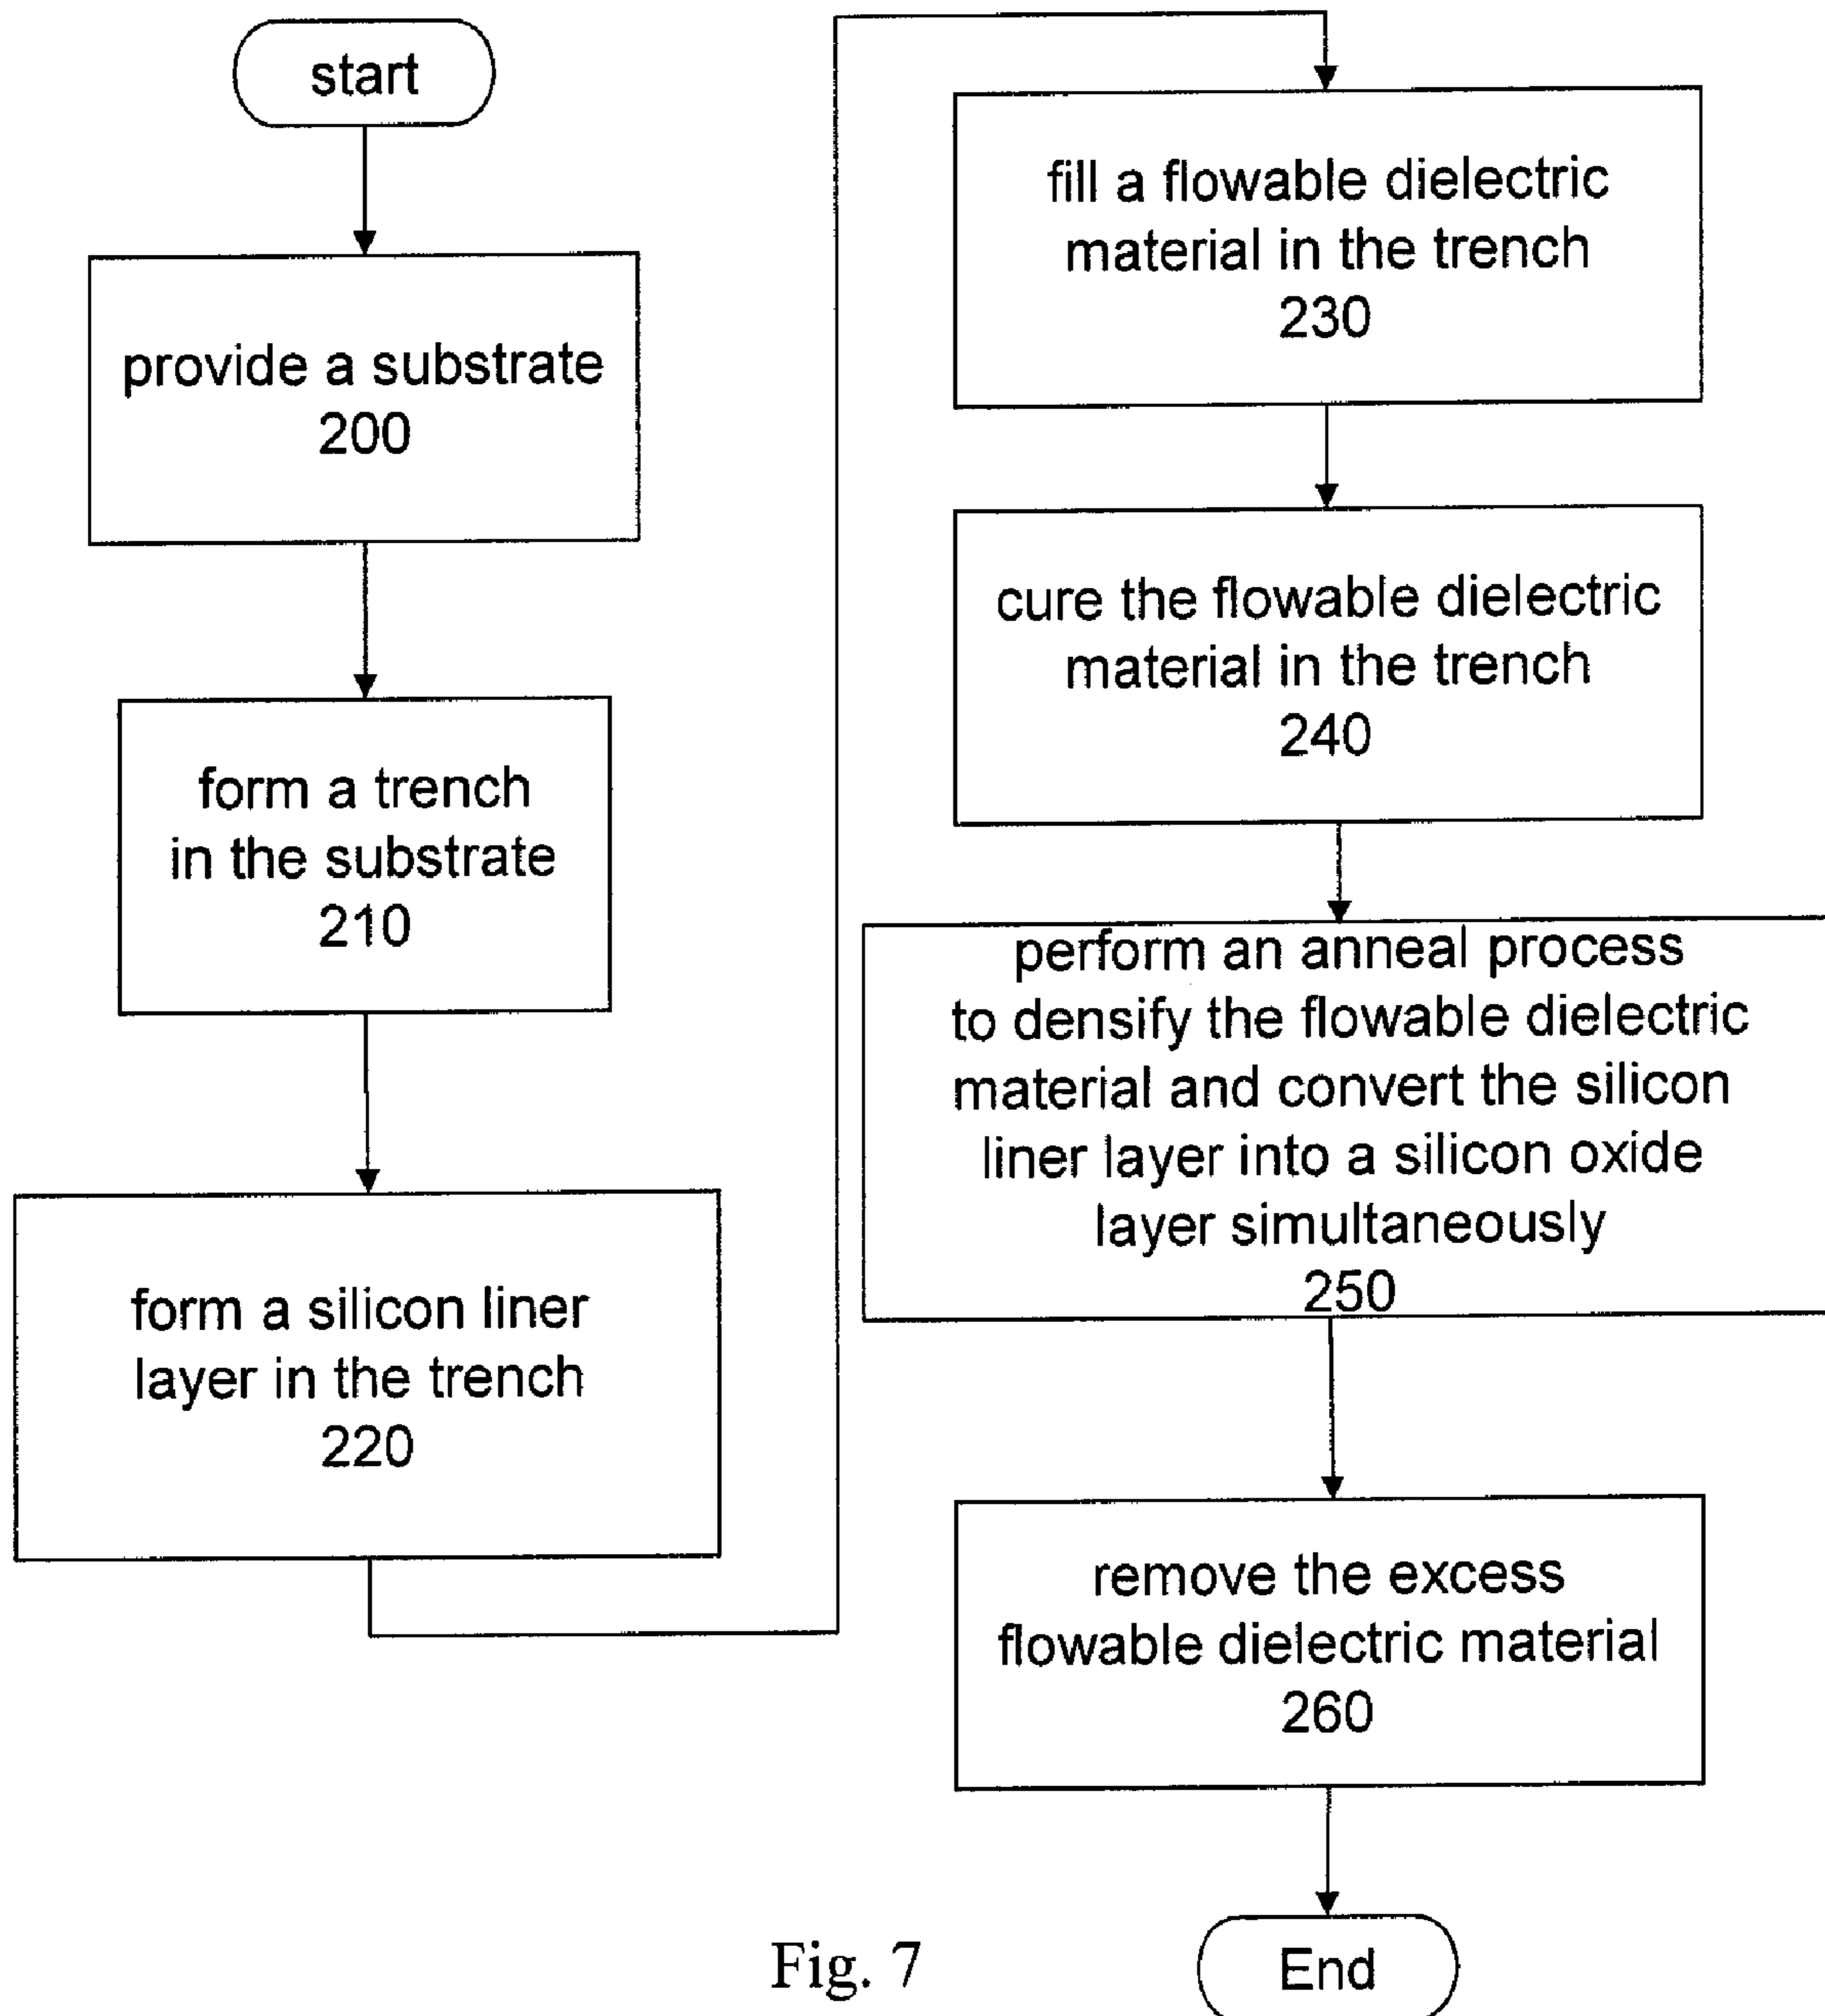 start
provide a substrate
200
form a trench
in the substrate
210
form a silicon liner
layer in the trench
220
fill a flowable dielectric
material in the trench
230
cure the flowable dielectric
material in the trench
240
perform an anneal process
to densify the flowable dielectric
material and convert the silicon
liner layer into a silicon oxide
layer simultaneously
250
remove the excess
flowable dielectric material
260
End
Fig. 7